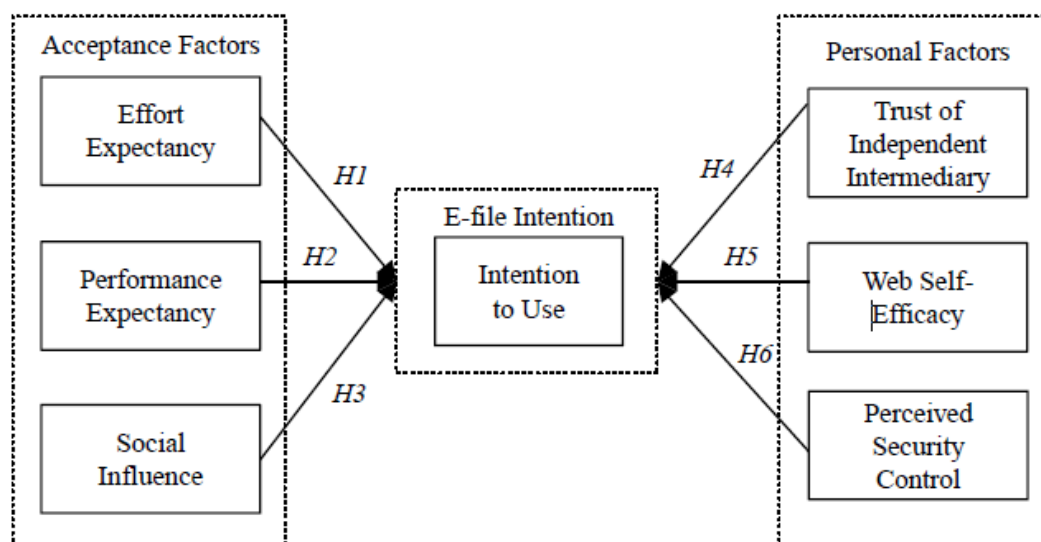 Acceptance Factors
Effort
Expectancy
H1
Performance
Expectancy
H2
Social
Influence
H3
E-file Intention
Intention
to Use
Personal Factors
Trust of
Independent
Intermediary
H4
Web Self-
Efficacy
H5
Perceived
Security
Control
H6